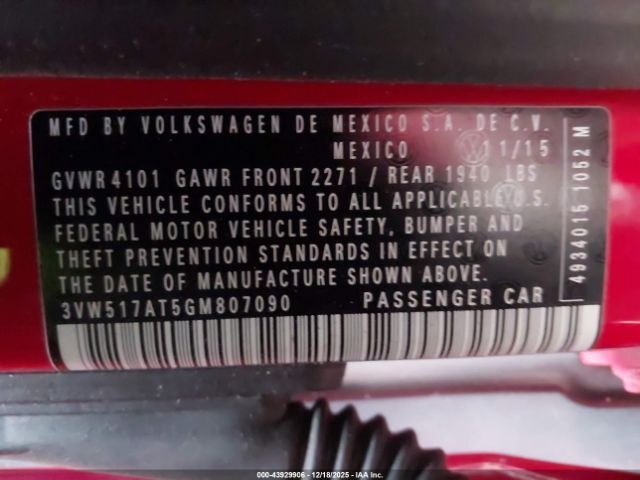 MFD BY VOLKSWAGEN DE MEXICO S.A. DE C.V.
MEXICO 11/15
GVWR 4101 GAWR FRONT 2271 / REAR 1940 LBS
THIS VEHICLE CONFORMS TO ALL APPLICABLE U.S.
FEDERAL MOTOR VEHICLE SAFETY, BUMPER AND
THEFT PREVENTION STANDARDS IN EFFECT ON
THE DATE OF MANUFACTURE SHOWN ABOVE.
3VW517AT5GM807090 PASSENGER CAR
4934015 1052 M
000-43929906 - 12/18/2025 - IAA Inc.